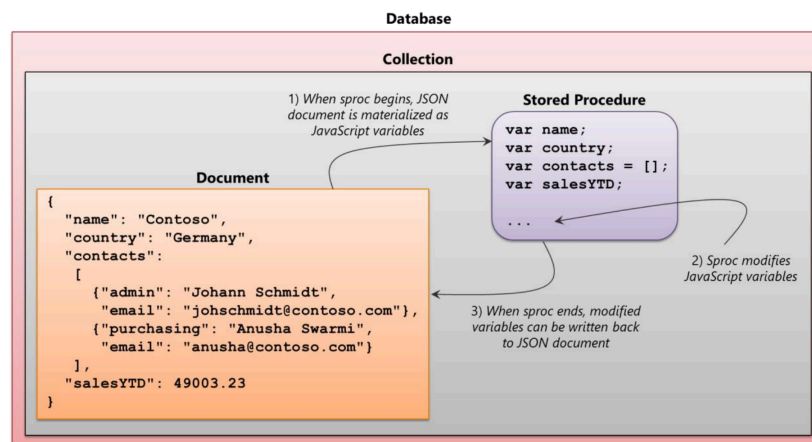 Database
Collection
1) When sproc begins, JSON
document is materialized as
JavaScript variables
Stored Procedure
var name;
var country;
var contacts = [];
var salesYTD;
...
Document
{
"name": "Contoso",
"country": "Germany",
"contacts":
[
{"admin": "Johann Schmidt",
"email": "johschmidt@contoso.com"},
{"purchasing": "Anusha Swarmi",
"email": "anusha@contoso.com"}
],
"salesYTD": 49003.23
}
2) Sproc modifies
JavaScript variables
3) When sproc ends, modified
variables can be written back
to JSON document